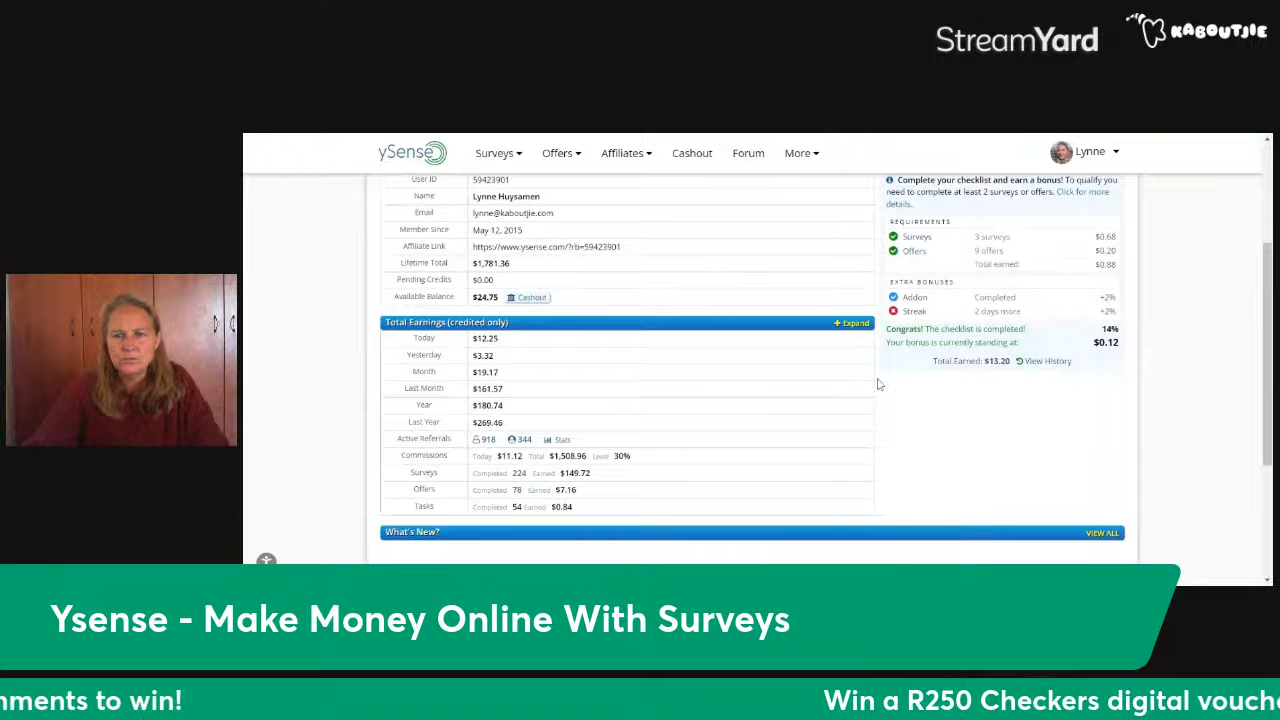 StreamYard
KABOUTJIE
ySense
Surveys
Offers
Affiliates
Cashout
Forum
More
Lynne
User ID 59423901
Name Lynne Huysamen
Email lynne@kaboutjie.com
Member Since May 12, 2015
Affiliate Link https://www.ysense.com/?rb=59423901
Lifetime Total $1,781.36
Pending Credits $0.00
Available Balance $24.75 Cashout
Total Earnings (credited only) + Expand
Today $12.25
Yesterday $3.32
Month $19.17
Last Month $161.57
Year $180.74
Last Year $269.46
Active Referrals 918 344 Stats
Commissions Today $11.12 Total $1,508.96 Level 30%
Surveys Completed 224 Earned $149.72
Offers Completed 78 Earned $7.16
Tasks Completed 54 Earned $0.84
Complete your checklist and earn a bonus! To qualify you
need to complete at least 2 surveys or offers. Click for more
details.
REQUIREMENTS
Surveys 3 surveys $0.68
Offers 9 offers $0.20
Total earned: $0.88
EXTRA BONUSES
Addon Completed +2%
Streak 2 days more +2%
Congrats! The checklist is completed! 14%
Your bonus is currently standing at: $0.12
Total Earned: $13.20 View History
What's New? VIEW ALL
Ysense - Make Money Online With Surveys
nments to win! Win a R250 Checkers digital vouche